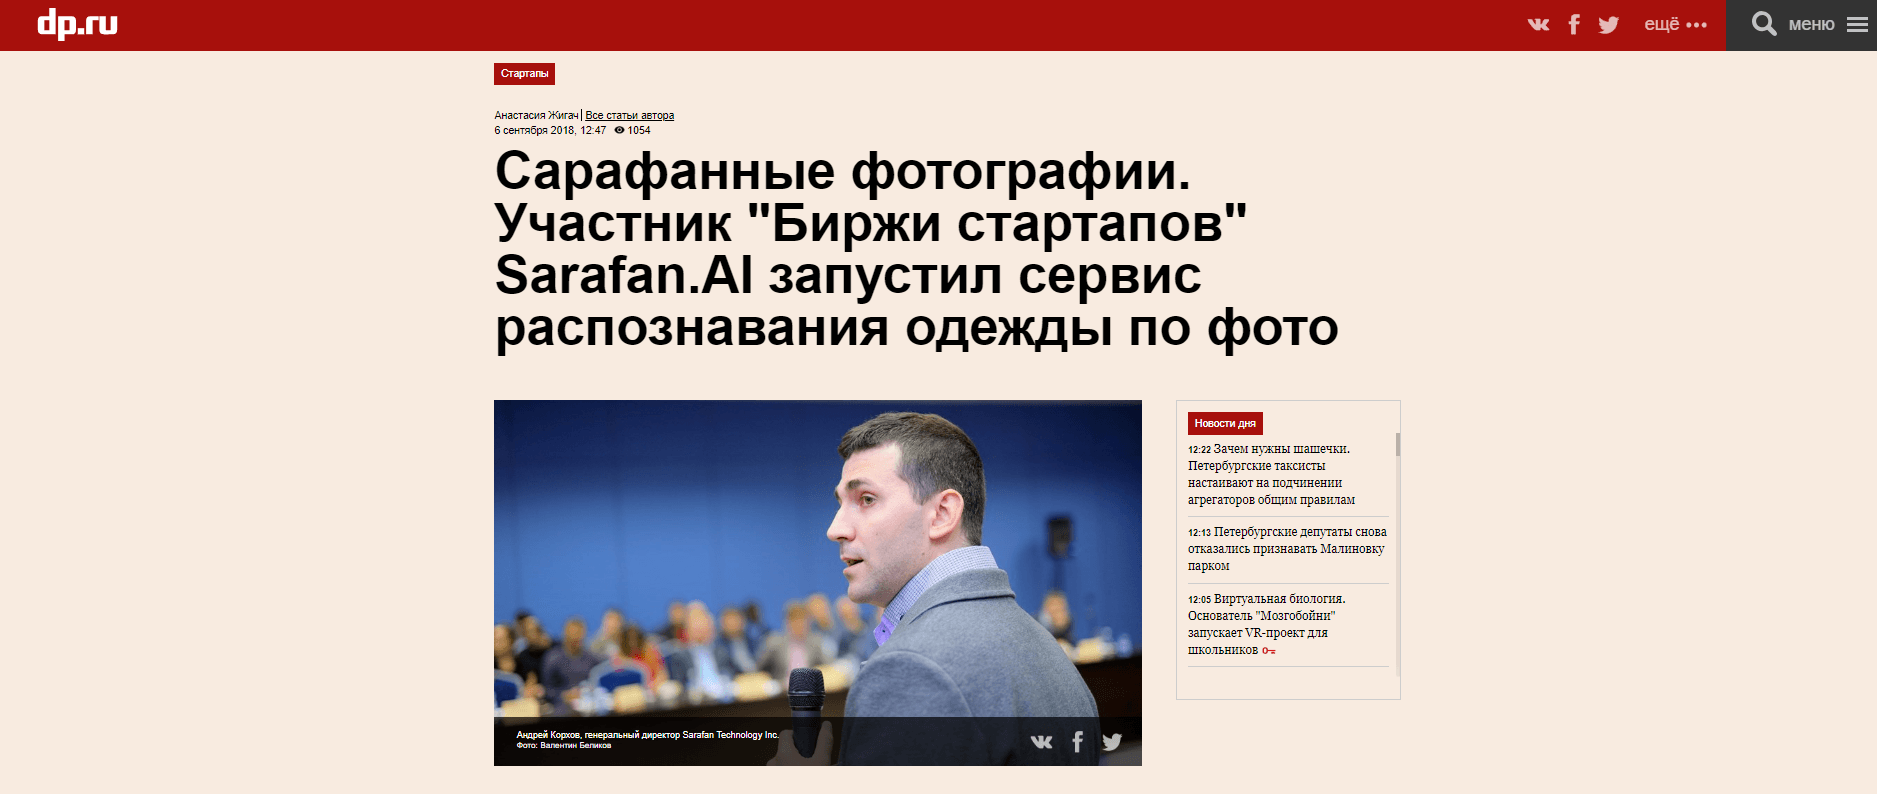 dp.ru
ещё
меню
Стартапы
Анастасия Жигач | Все статьи автора
6 сентября 2018, 12:47 1054
Сарафанные фотографии.
Участник "Биржи стартапов"
Sarafan.AI запустил сервис
распознавания одежды по фото
Андрей Корхов, генеральный директор Sarafan Technology Inc.
Фото: Валентин Беликов
Новости дня
12:22 Зачем нужны шашечки.
Петербургские таксисты
настаивают на подчинении
агрегаторов общим правилам
12:13 Петербургские депутаты снова
отказались признавать Малиновку
парком
12:05 Виртуальная биология.
Основатель "Мозгобойни"
запускает VR-проект для
школьников